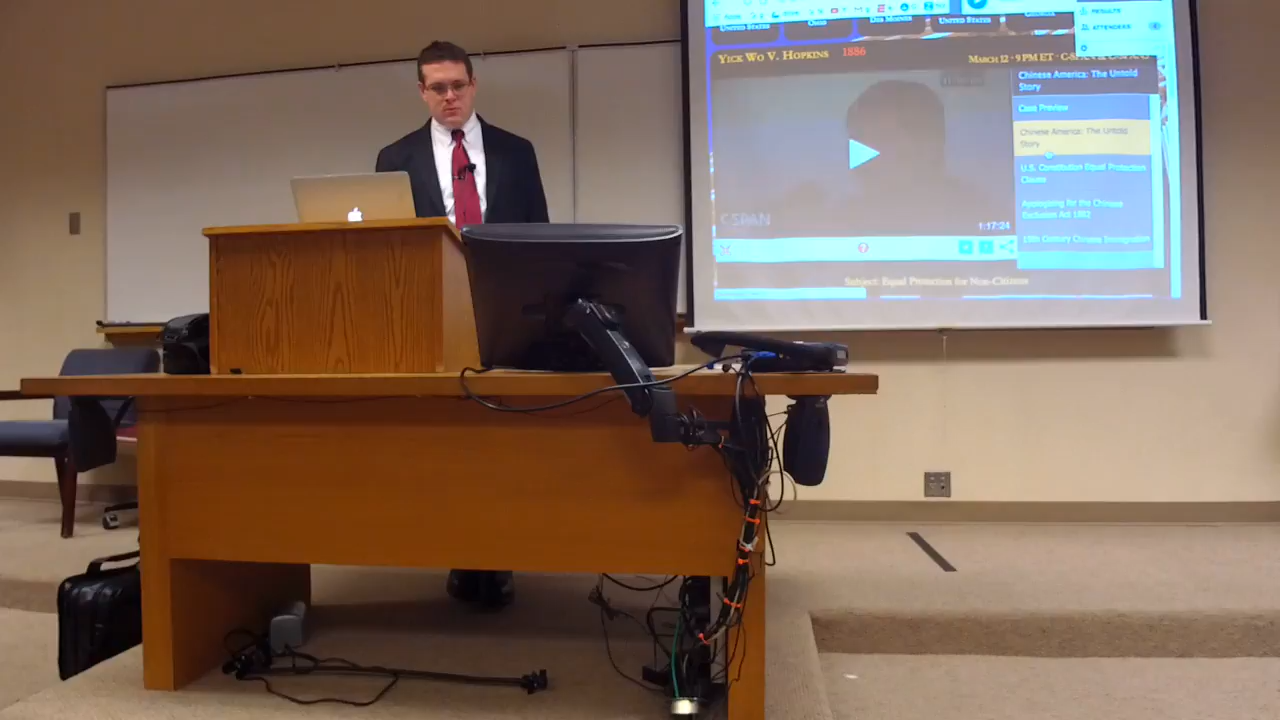 RESULTS
ATTENDEES
UNITED STATES
OHIO
DES MOINES
UNITED STATES
YICK WO V. HOPKINS 1886
MARCH 12 · 9 PM ET ·
Chinese America: The Untold
Story
Case Preview
Chinese America: The Untold
Story
U.S. Constitution Equal Protection
Clause
Apologizing for the Chinese
Exclusion Act 1882
19th Century Chinese Immigration
C-SPAN
1:17:24
Subject: Equal Protection for Non-Citizens